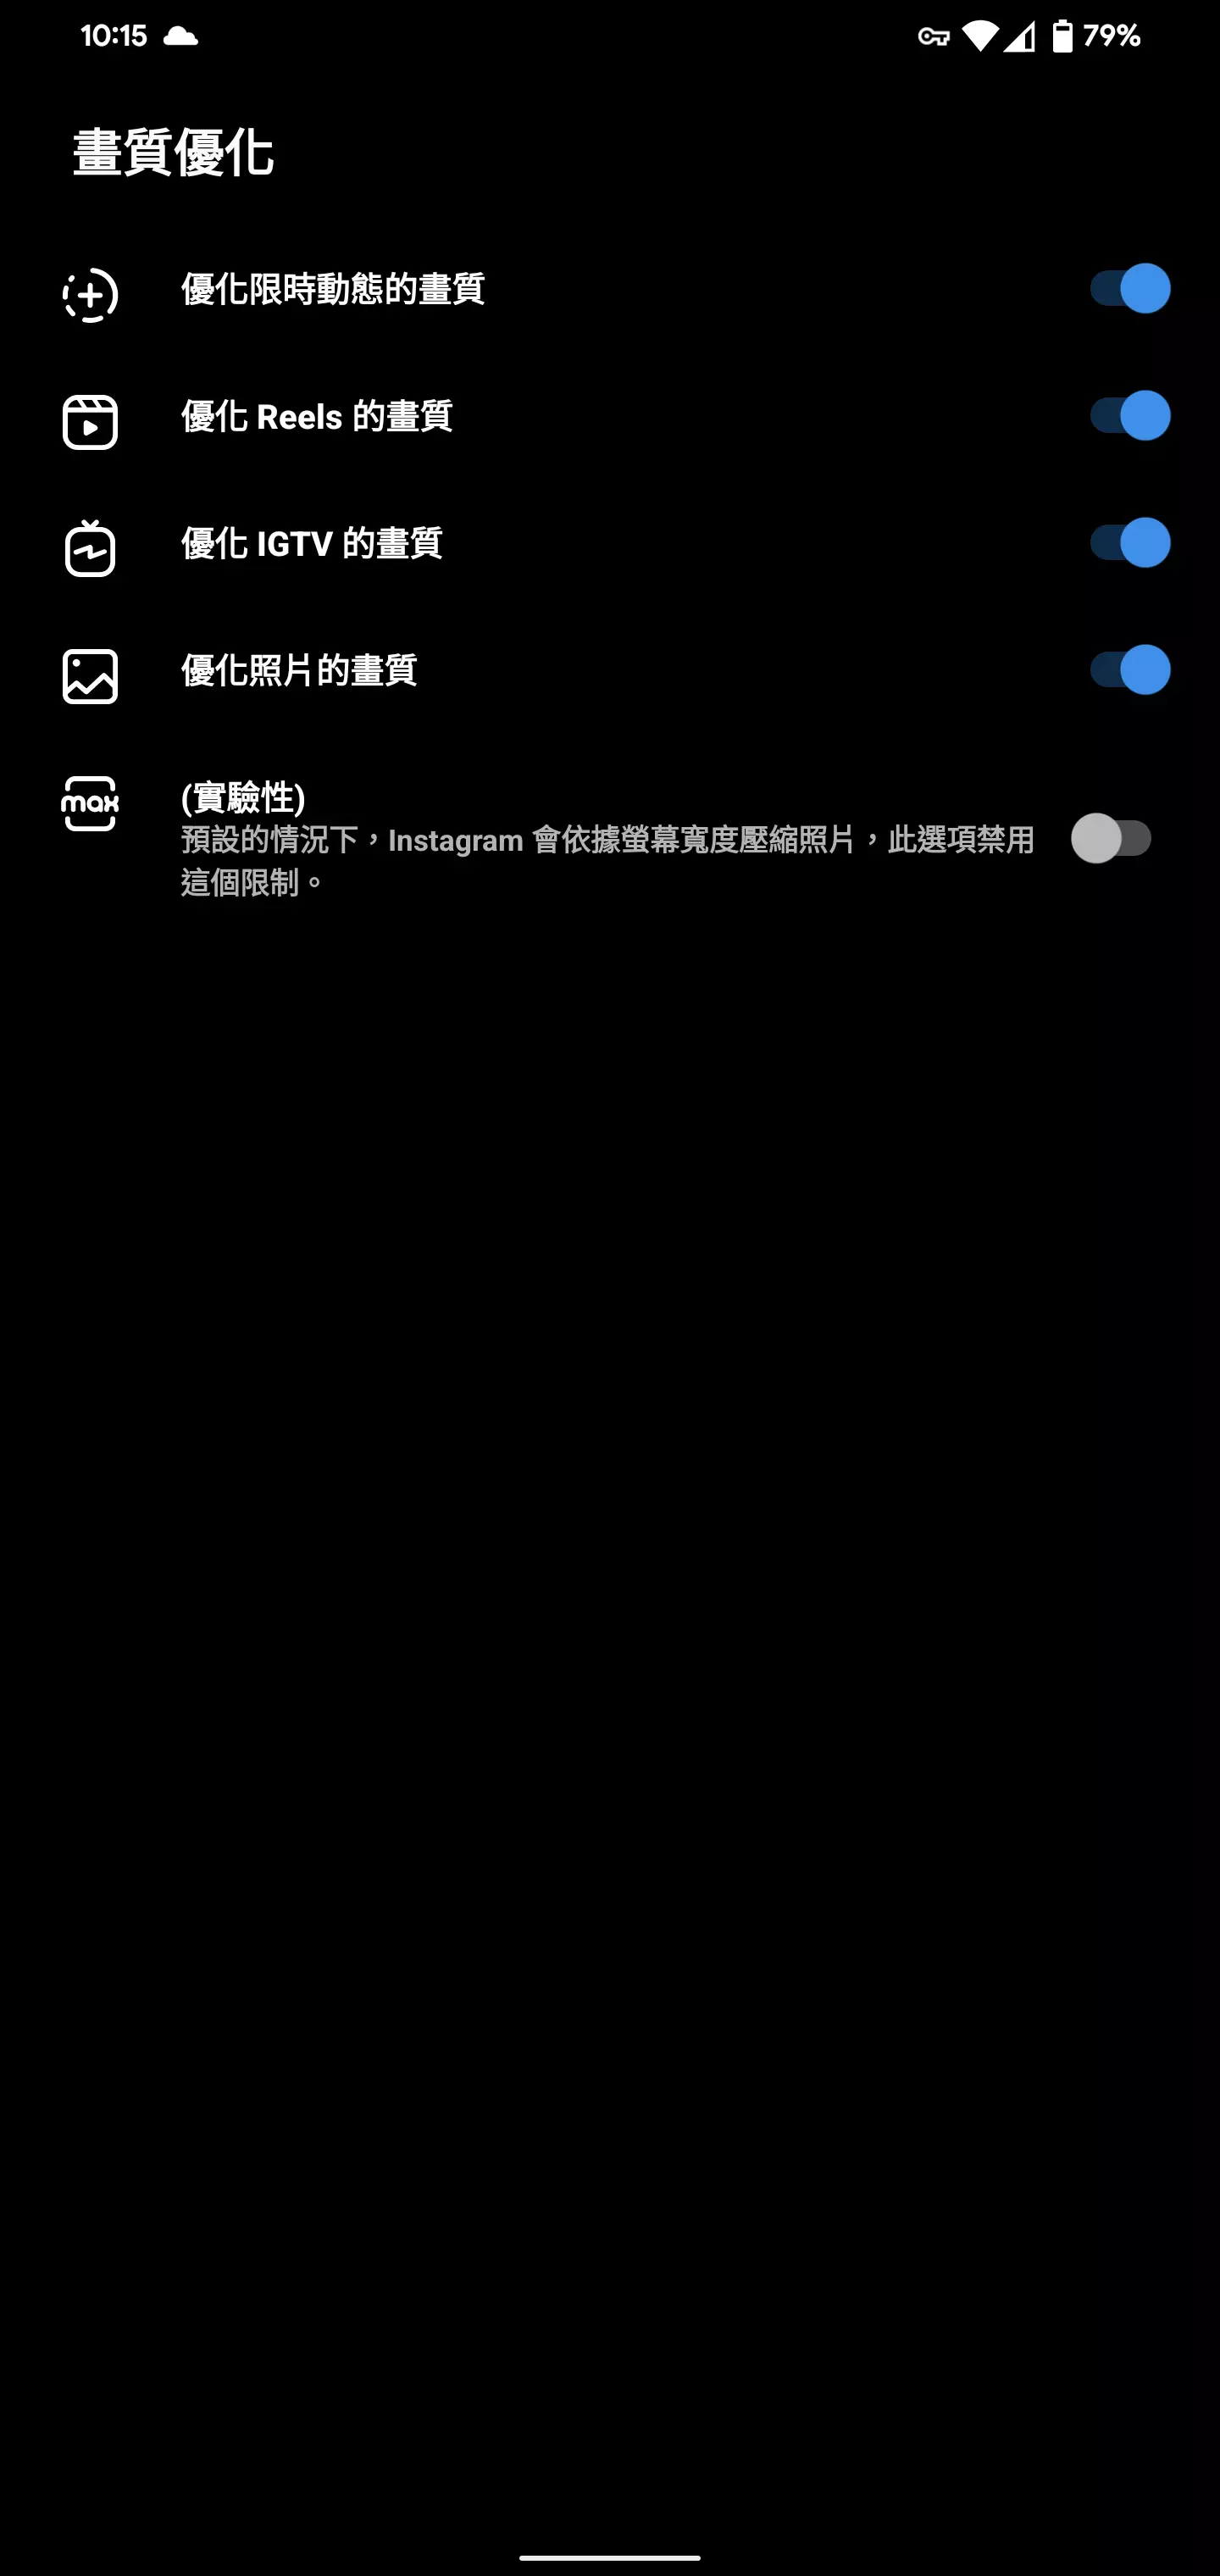 10:15 79%
畫質優化
優化限時動態的畫質
優化 Reels 的畫質
優化 IGTV 的畫質
優化照片的畫質
max (實驗性)
預設的情況下，Instagram 會依據螢幕寬度壓縮照片，此選項禁用
這個限制。